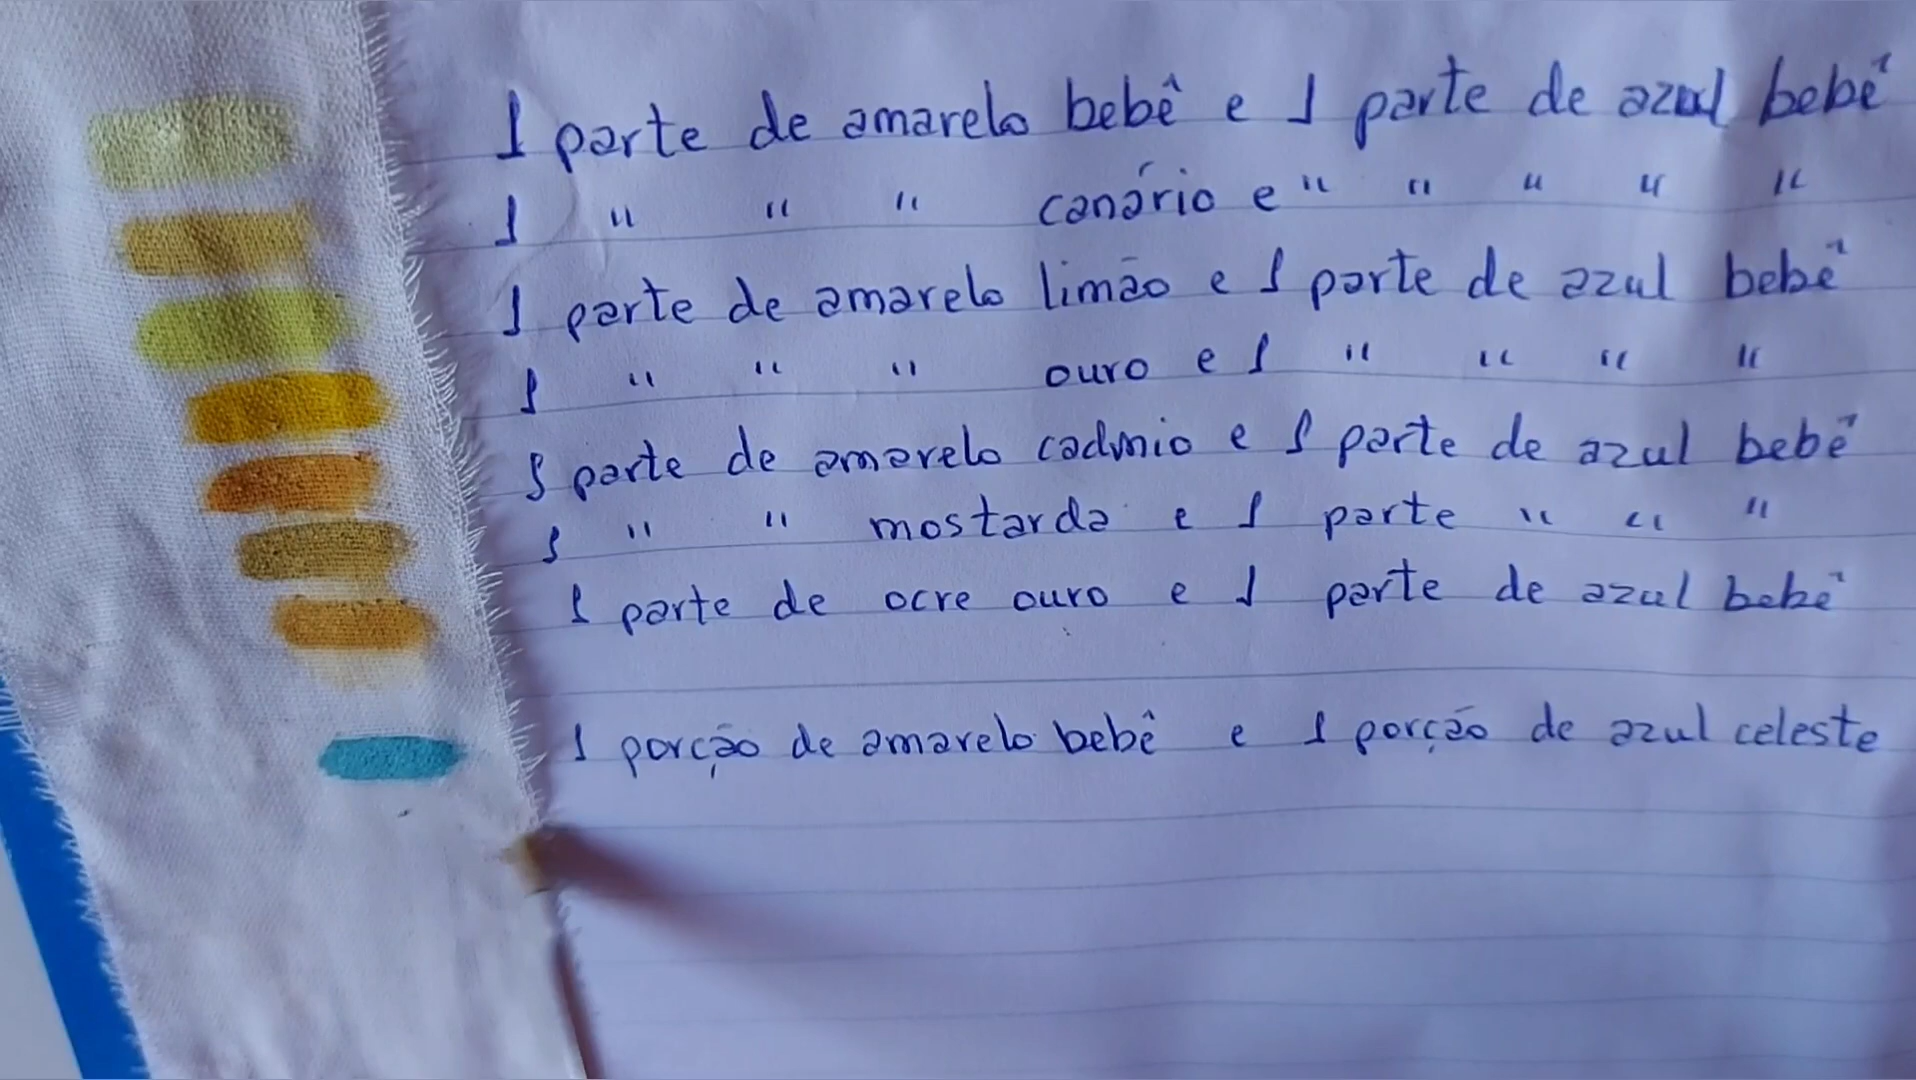 1 parte de amarelo bebê e 1 parte de azul bebê
1 " " " canário e " " " " "
1 parte de amarelo limão e 1 parte de azul bebê
1 " " " ouro e 1 " " " "
1 parte de amarelo cadmio e 1 parte de azul bebê
1 " " mostarda e 1 parte " " "
1 parte de ocre ouro e 1 parte de azul bebê
1 porção de amarelo bebê e 1 porção de azul celeste